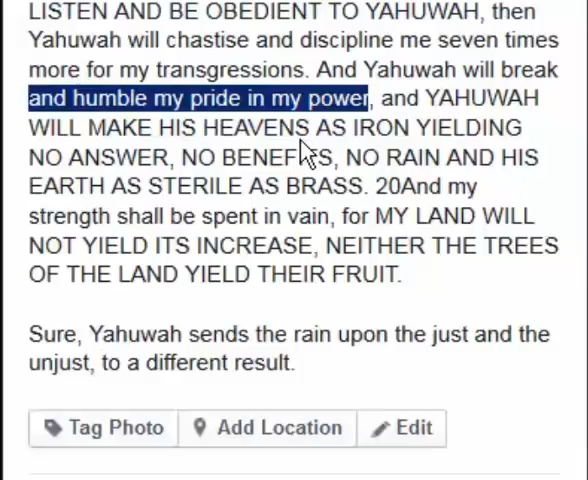 LISTEN AND BE OBEDIENT TO YAHUWAH, then
Yahuwah will chastise and discipline me seven times
more for my transgressions. And Yahuwah will break
and humble my pride in my power, and YAHUWAH
WILL MAKE HIS HEAVENS AS IRON YIELDING
NO ANSWER, NO BENEFITS, NO RAIN AND HIS
EARTH AS STERILE AS BRASS. 20And my
strength shall be spent in vain, for MY LAND WILL
NOT YIELD ITS INCREASE, NEITHER THE TREES
OF THE LAND YIELD THEIR FRUIT.
Sure, Yahuwah sends the rain upon the just and the
unjust, to a different result.
Tag Photo Add Location Edit